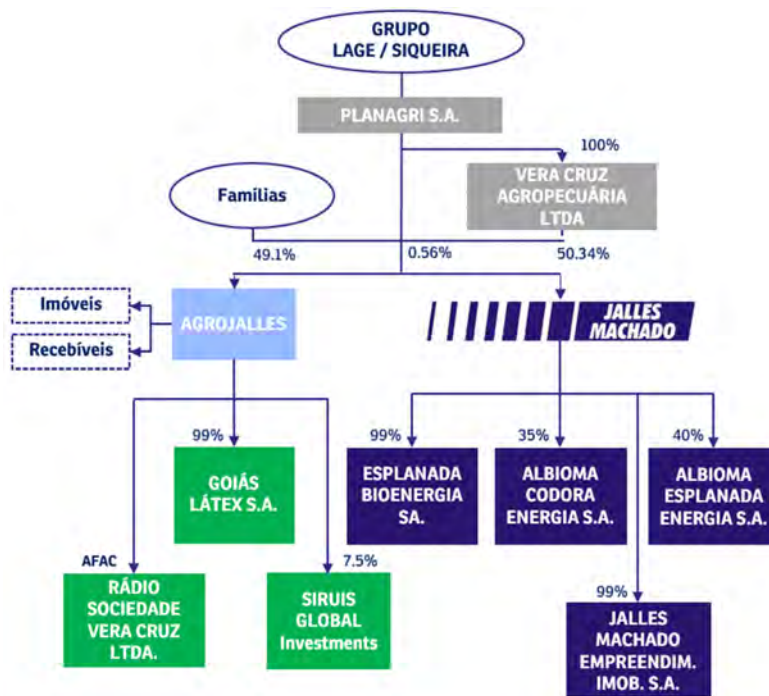 GRUPO
LAGE / SIQUEIRA
PLANAGRI S.A.
100%
VERA CRUZ
AGROPECUÁRIA
LTDA
Famílias
49.1%
0.56%
50.34%
Imóveis
Recebíveis
AGROJALLES
JALLES
MACHADO
99%
GOIÁS
LÁTEX S.A.
99%
ESPLANADA
BIOENERGIA
SA.
35%
ALBIOMA
CODORA
ENERGIA S.A.
40%
ALBIOMA
ESPLANADA
ENERGIA S.A.
AFAC
RÁDIO
SOCIEDADE
VERA CRUZ
LTDA.
7.5%
SIRUIS
GLOBAL
Investments
99%
JALLES
MACHADO
EMPREENDIM.
IMOB. S.A.